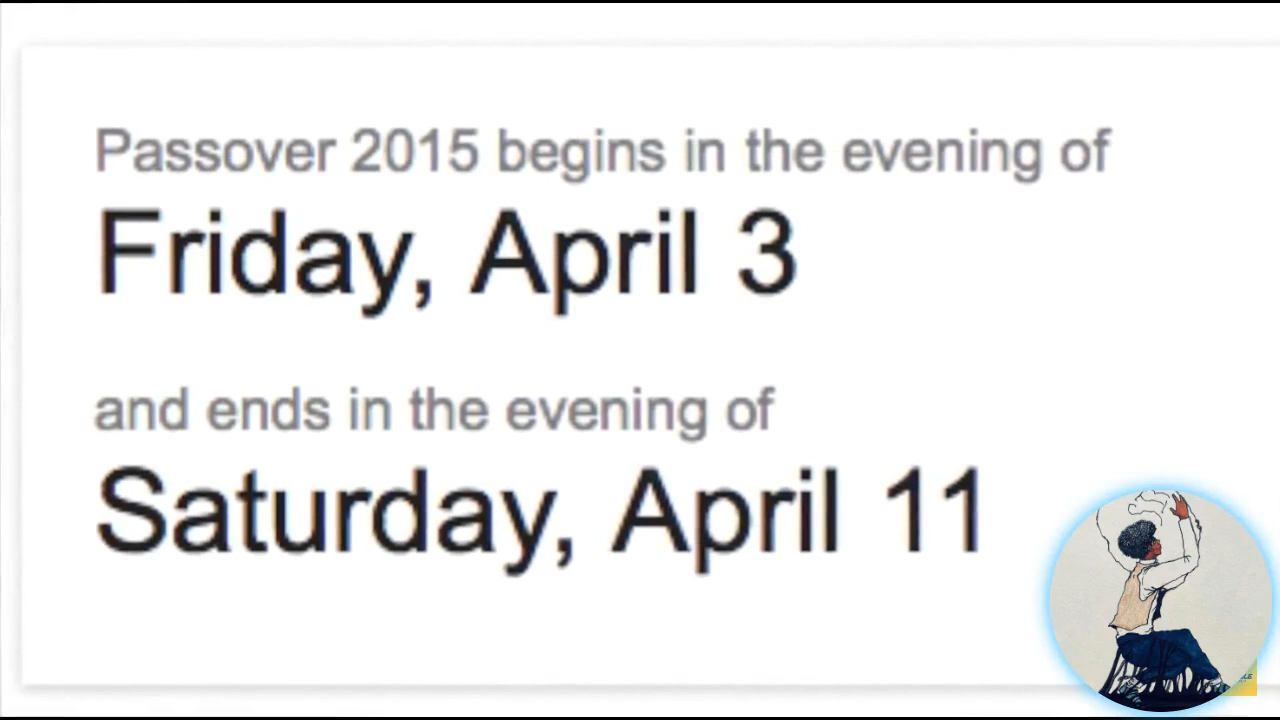 Passover 2015 begins in the evening of
Friday, April 3
and ends in the evening of
Saturday, April 11